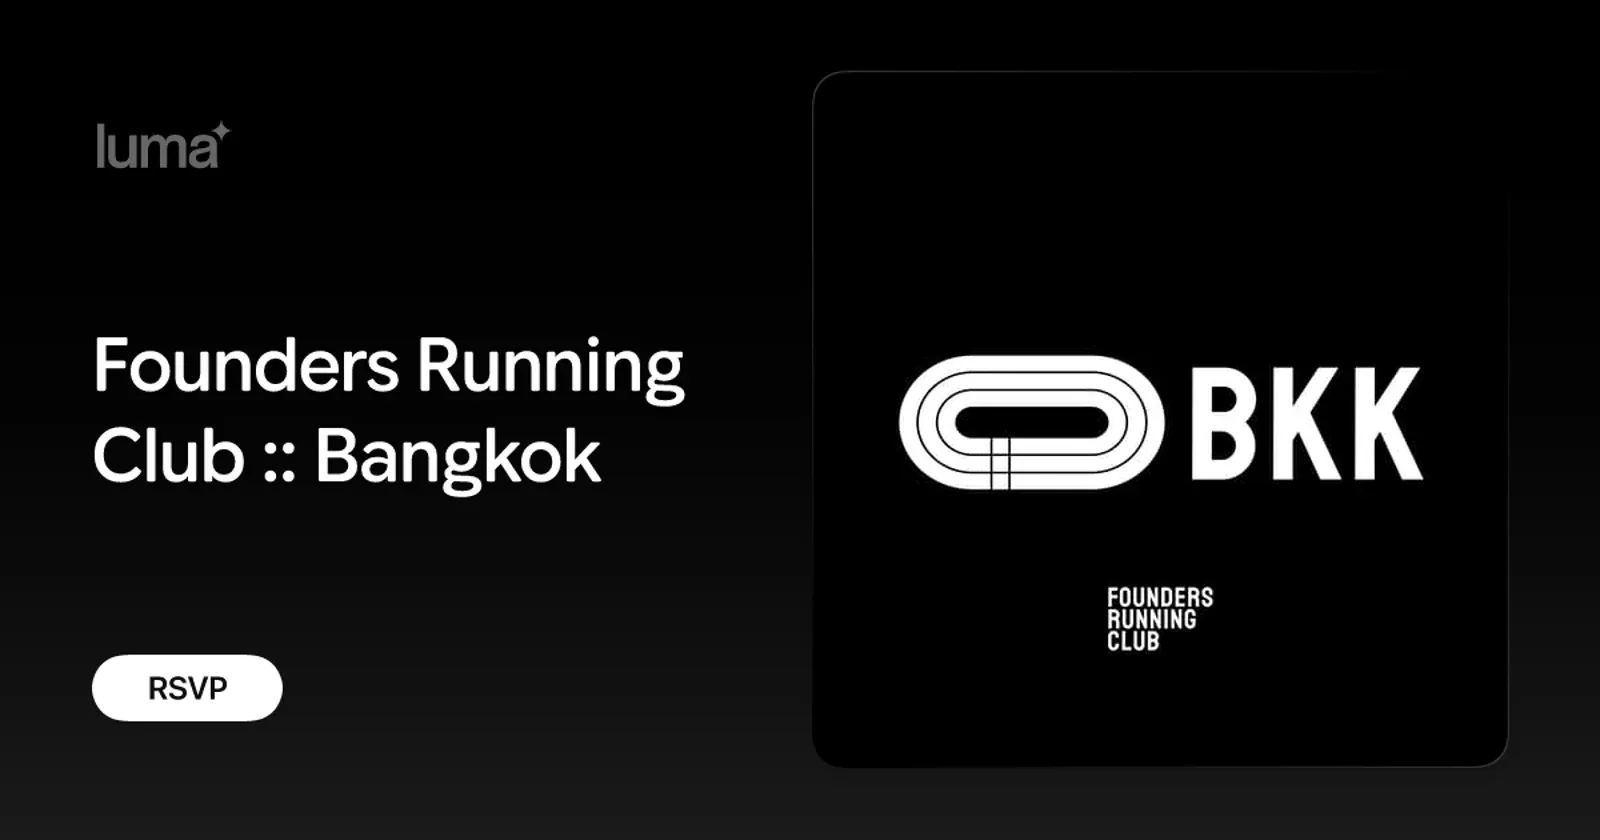 luma
Founders Running
Club :: Bangkok
RSVP
BKK
FOUNDERS
RUNNING
CLUB